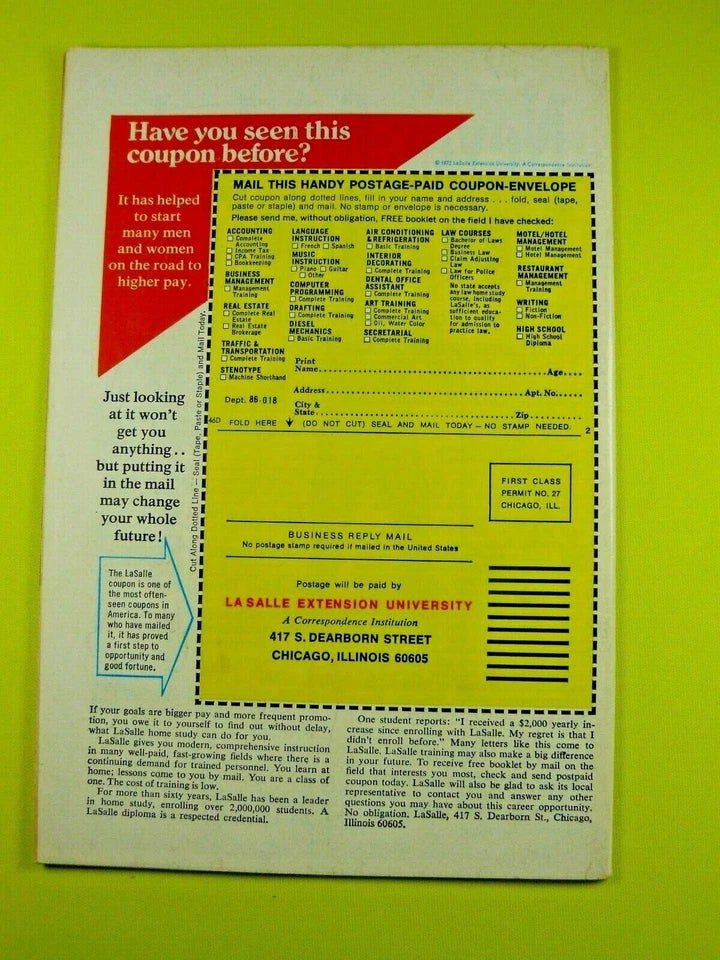 Have you seen this
coupon before?
© 1972 LaSalle Extension University, A Correspondence Institution
It has helped
to start
many men
and women
on the road to
higher pay.
MAIL THIS HANDY POSTAGE-PAID COUPON-ENVELOPE
Cut coupon along dotted lines, fill in your name and address . . . fold, seal (tape,
paste or staple) and mail. No stamp or envelope is necessary.
Please send me, without obligation, FREE booklet on the field I have checked:
ACCOUNTING
☐ Complete
Accounting
☐ Income Tax
☐ CPA Training
☐ Bookkeeping
BUSINESS
MANAGEMENT
☐ Management
Training
REAL ESTATE
☐ Complete Real
Estate
☐ Real Estate
Brokerage
TRAFFIC &
TRANSPORTATION
☐ Complete Training
STENOTYPE
☐ Machine Shorthand
LANGUAGE
INSTRUCTION
☐ French ☐ Spanish
MUSIC
INSTRUCTION
☐ Piano ☐ Guitar
☐ Other
COMPUTER
PROGRAMMING
☐ Complete Training
DRAFTING
☐ Complete Training
DIESEL
MECHANICS
☐ Basic Training
AIR CONDITIONING
& REFRIGERATION
☐ Basic Training
INTERIOR
DECORATING
☐ Complete Training
DENTAL OFFICE
ASSISTANT
☐ Complete Training
ART TRAINING
☐ Complete Training
☐ Commercial Art
☐ Oil, Water Color
SECRETARIAL
☐ Complete Training
LAW COURSES
☐ Bachelor of Laws
Degree
☐ Business Law
☐ Claim Adjusting
Law
☐ Law for Police
Officers
No state accepts
any law home study
course, including
LaSalle's, as
sufficient educa-
tion to qualify
for admission to
practice law.
MOTEL/HOTEL
MANAGEMENT
☐ Motel Management
☐ Hotel Management
RESTAURANT
MANAGEMENT
☐ Management
Training
WRITING
☐ Fiction
☐ Non-Fiction
HIGH SCHOOL
☐ High School
Diploma
Print
Name.....Age....
Address.....Apt. No.....
Dept. 86-018
City &
State.....Zip.....
46D FOLD HERE (DO NOT CUT) SEAL AND MAIL TODAY – NO STAMP NEEDED. 2
Cut Along Dotted Line — Seal (Tape, Paste or Staple) and Mail Today.
Just looking
at it won't
get you
anything . .
but putting it
in the mail
may change
your whole
future!
The LaSalle
coupon is one of
the most often-
seen coupons in
America. To many
who have mailed
it, it has proved
a first step to
opportunity and
good fortune.
FIRST CLASS
PERMIT NO. 27
CHICAGO, ILL.
BUSINESS REPLY MAIL
No postage stamp required if mailed in the United States
Postage will be paid by
LA SALLE EXTENSION UNIVERSITY
A Correspondence Institution
417 S. DEARBORN STREET
CHICAGO, ILLINOIS 60605
If your goals are bigger pay and more frequent promo-
tion, you owe it to yourself to find out without delay,
what LaSalle home study can do for you.
LaSalle gives you modern, comprehensive instruction
in many well-paid, fast-growing fields where there is a
continuing demand for trained personnel. You learn at
home; lessons come to you by mail. You are a class of
one. The cost of training is low.
For more than sixty years, LaSalle has been a leader
in home study, enrolling over 2,000,000 students. A
LaSalle diploma is a respected credential.
One student reports: "I received a $2,000 yearly in-
crease since enrolling with LaSalle. My regret is that I
didn't enroll before." Many letters like this come to
LaSalle. LaSalle training may also make a big difference
in your future. To receive free booklet by mail on the
field that interests you most, check and send postpaid
coupon today. LaSalle will also be glad to ask its local
representative to contact you and answer any other
questions you may have about this career opportunity.
No obligation. LaSalle, 417 S. Dearborn St., Chicago,
Illinois 60605.